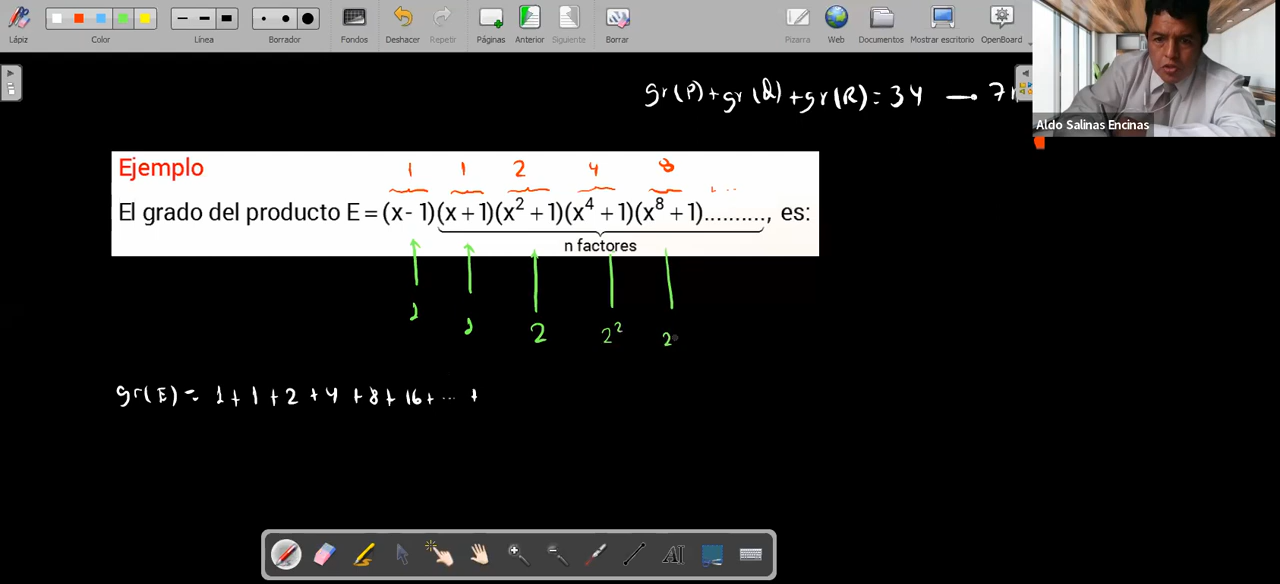 Lápiz Color Línea Borrador Fondos Deshacer Repetir Páginas Anterior Siguiente Borrar Pizarra Web Documentos Mostrar escritorio OpenBoard
gr(P)+gr(Q)+gr(R)=34 → 7
Aldo Salinas Encinas
Ejemplo 1 1 2 4 8 ...
El grado del producto E = (x- 1)(x + 1)(x² + 1)(x⁴ + 1)(x⁸ + 1).........., es:
n factores
1 1 2 2² 2
gr(E) = 1 + 1 + 2 + 4 + 8 + 16 + ... +
AI